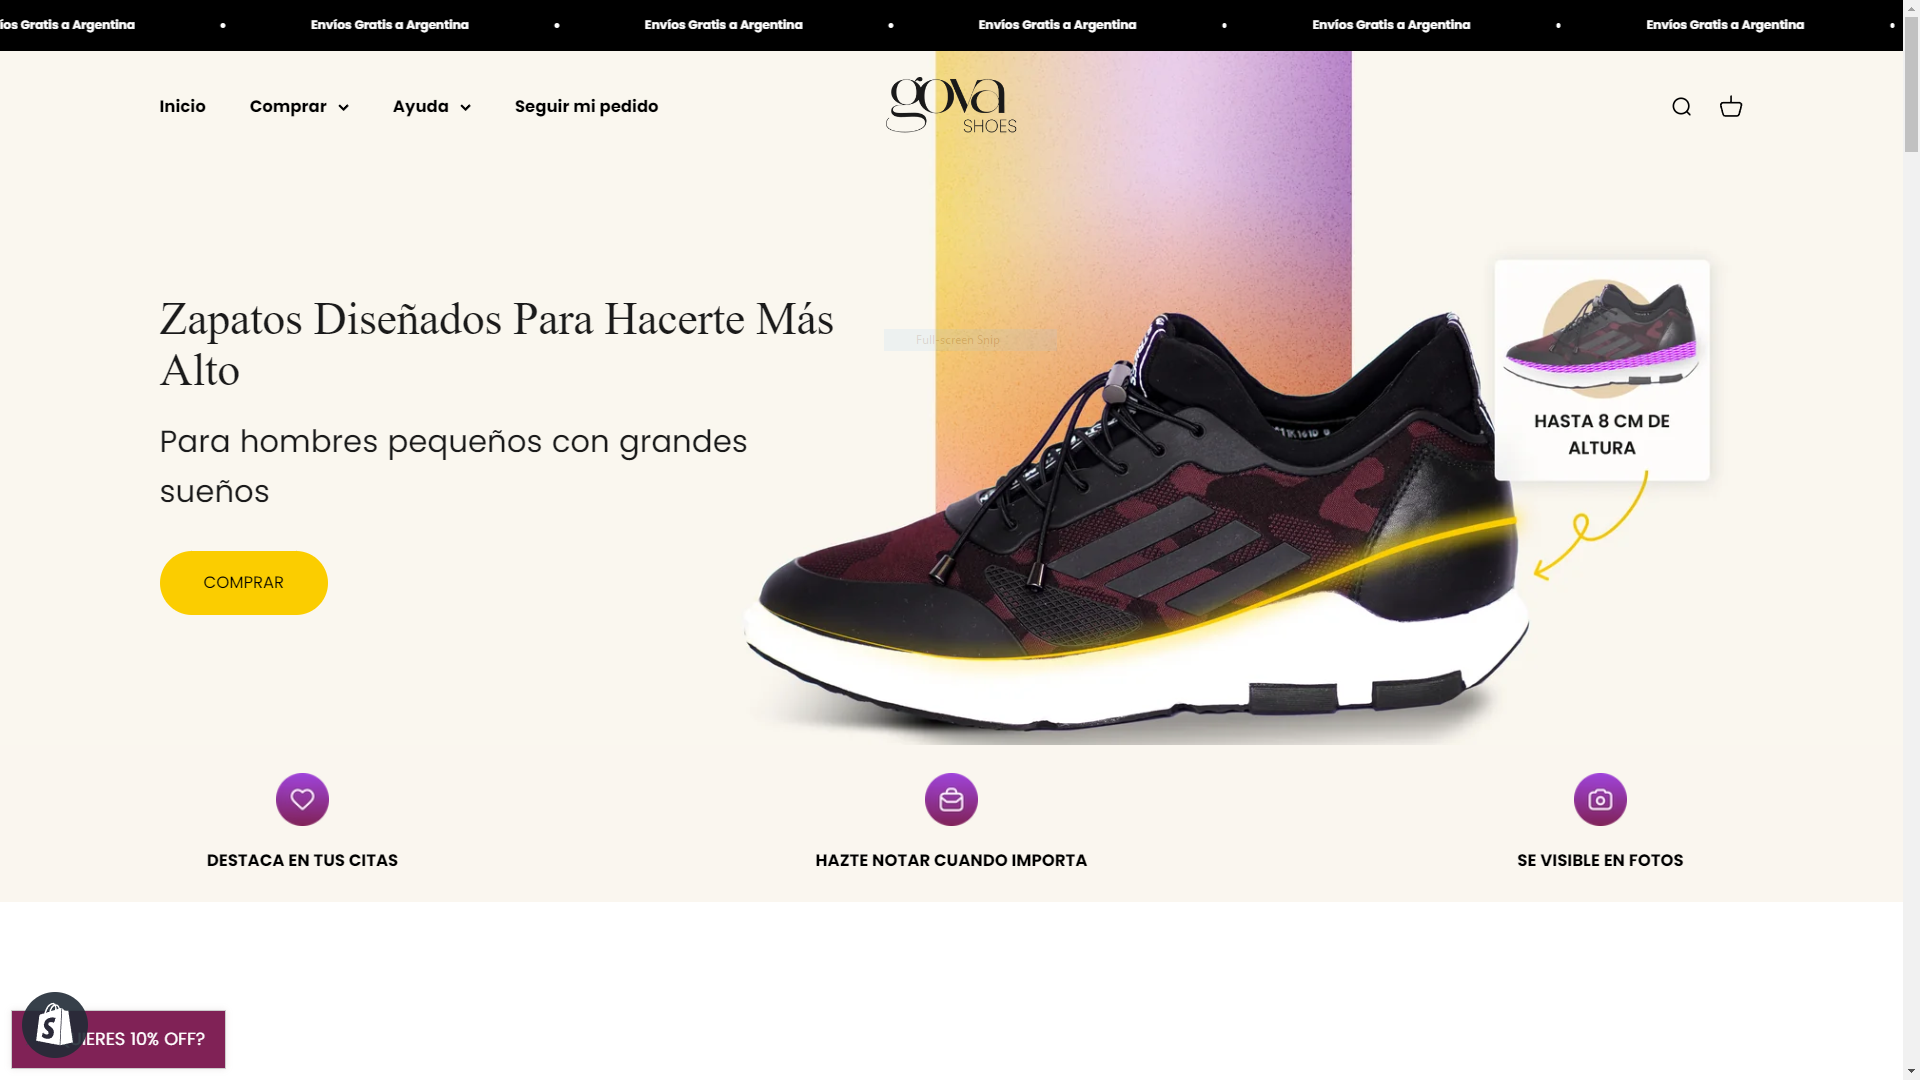 íos Gratis a Argentina • Envíos Gratis a Argentina • Envíos Gratis a Argentina • Envíos Gratis a Argentina • Envíos Gratis a Argentina • Envíos Gratis a Argentina •
Inicio Comprar Ayuda Seguir mi pedido
gova
SHOES
Zapatos Diseñados Para Hacerte Más
Alto
Full-screen Snip
Para hombres pequeños con grandes
sueños
COMPRAR
HASTA 8 CM DE
ALTURA
DESTACA EN TUS CITAS
HAZTE NOTAR CUANDO IMPORTA
SE VISIBLE EN FOTOS
IERES 10% OFF?